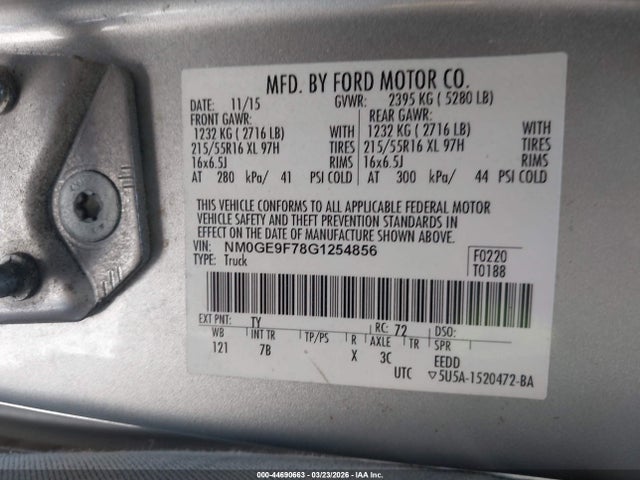 MFD. BY FORD MOTOR CO.
DATE: 11/15 GVWR: 2395 KG ( 5280 LB)
FRONT GAWR: REAR GAWR:
1232 KG ( 2716 LB) WITH 1232 KG ( 2716 LB) WITH
215/55R16 XL 97H TIRES 215/55R16 XL 97H TIRES
16x6.5J RIMS 16x6.5J RIMS
AT 280 kPa/ 41 PSI COLD AT 300 kPa/ 44 PSI COLD
THIS VEHICLE CONFORMS TO ALL APPLICABLE FEDERAL MOTOR
VEHICLE SAFETY AND THEFT PREVENTION STANDARDS IN
EFFECT ON THE DATE OF MANUFACTURE SHOWN ABOVE.
VIN: NM0GE9F78G1254856 F0220
TYPE: Truck T0188
EXT PNT: TY RC: 72 DSO:
WB INT TR TP/PS R AXLE TR SPR
121 7B X 3C EEDD
UTC ▽5U5A-1520472-BA
000-44690663 - 03/23/2026 - IAA Inc.